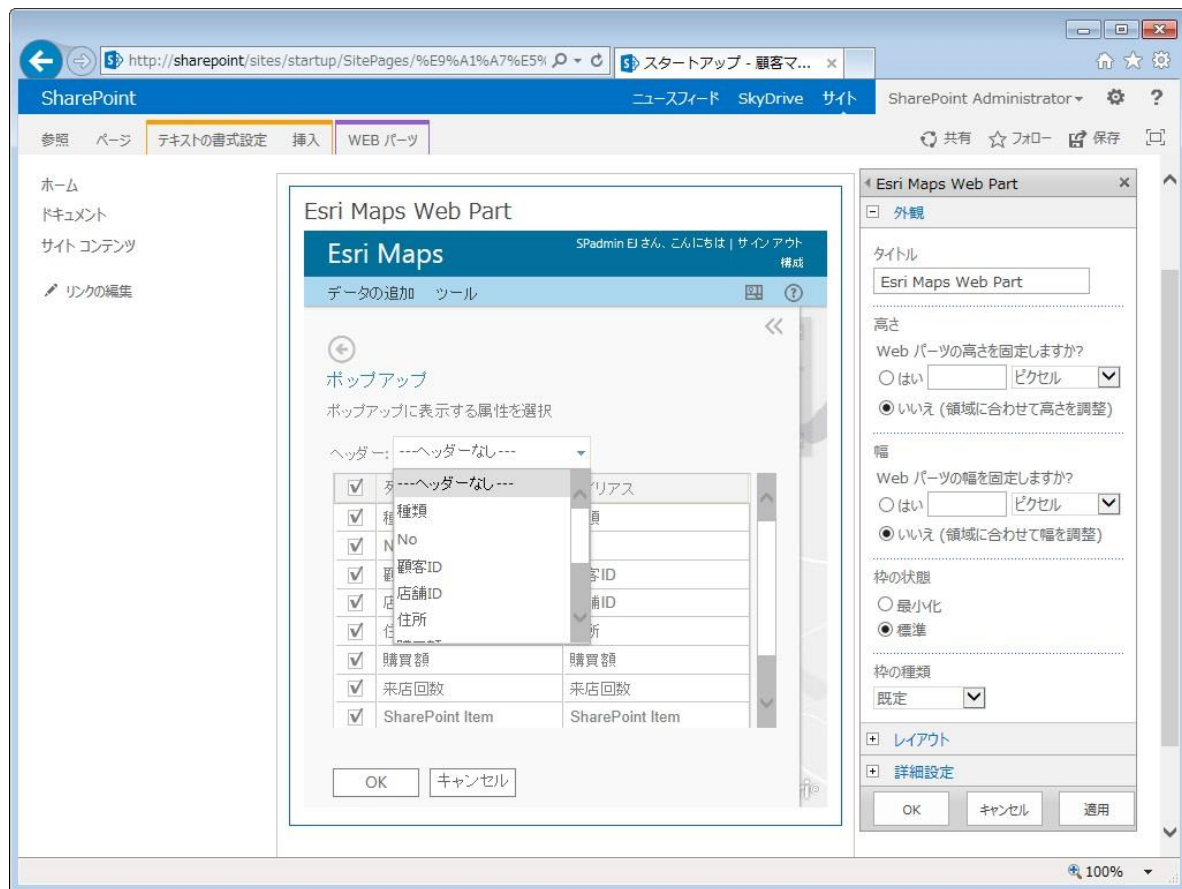 http://sharepoint/sites/startup/SitePages/%E9%A1%A7%E5%
スタートアップ - 顧客マ...
SharePoint
ニュースフィード SkyDrive サイト SharePoint Administrator ?
参照 ページ テキストの書式設定 挿入 WEB パーツ
共有 フォロー 保存
ホーム
ドキュメント
サイト コンテンツ
リンクの編集
Esri Maps Web Part
Esri Maps
SPadmin EJ さん、こんにちは | サインアウト
構成
データの追加 ツール
ポップアップ
ポップアップに表示する属性を選択
ヘッダー: ---ヘッダーなし---
---ヘッダーなし---
種類
No
顧客ID
店舗ID
住所
購買額 購買額
来店回数 来店回数
SharePoint Item SharePoint Item
OK キャンセル
Esri Maps Web Part
外観
タイトル
Esri Maps Web Part
高さ
Web パーツの高さを固定しますか?
はい ピクセル
いいえ (領域に合わせて高さを調整)
幅
Web パーツの幅を固定しますか?
はい ピクセル
いいえ (領域に合わせて幅を調整)
枠の状態
最小化
標準
枠の種類
既定
レイアウト
詳細設定
OK キャンセル 適用
100%